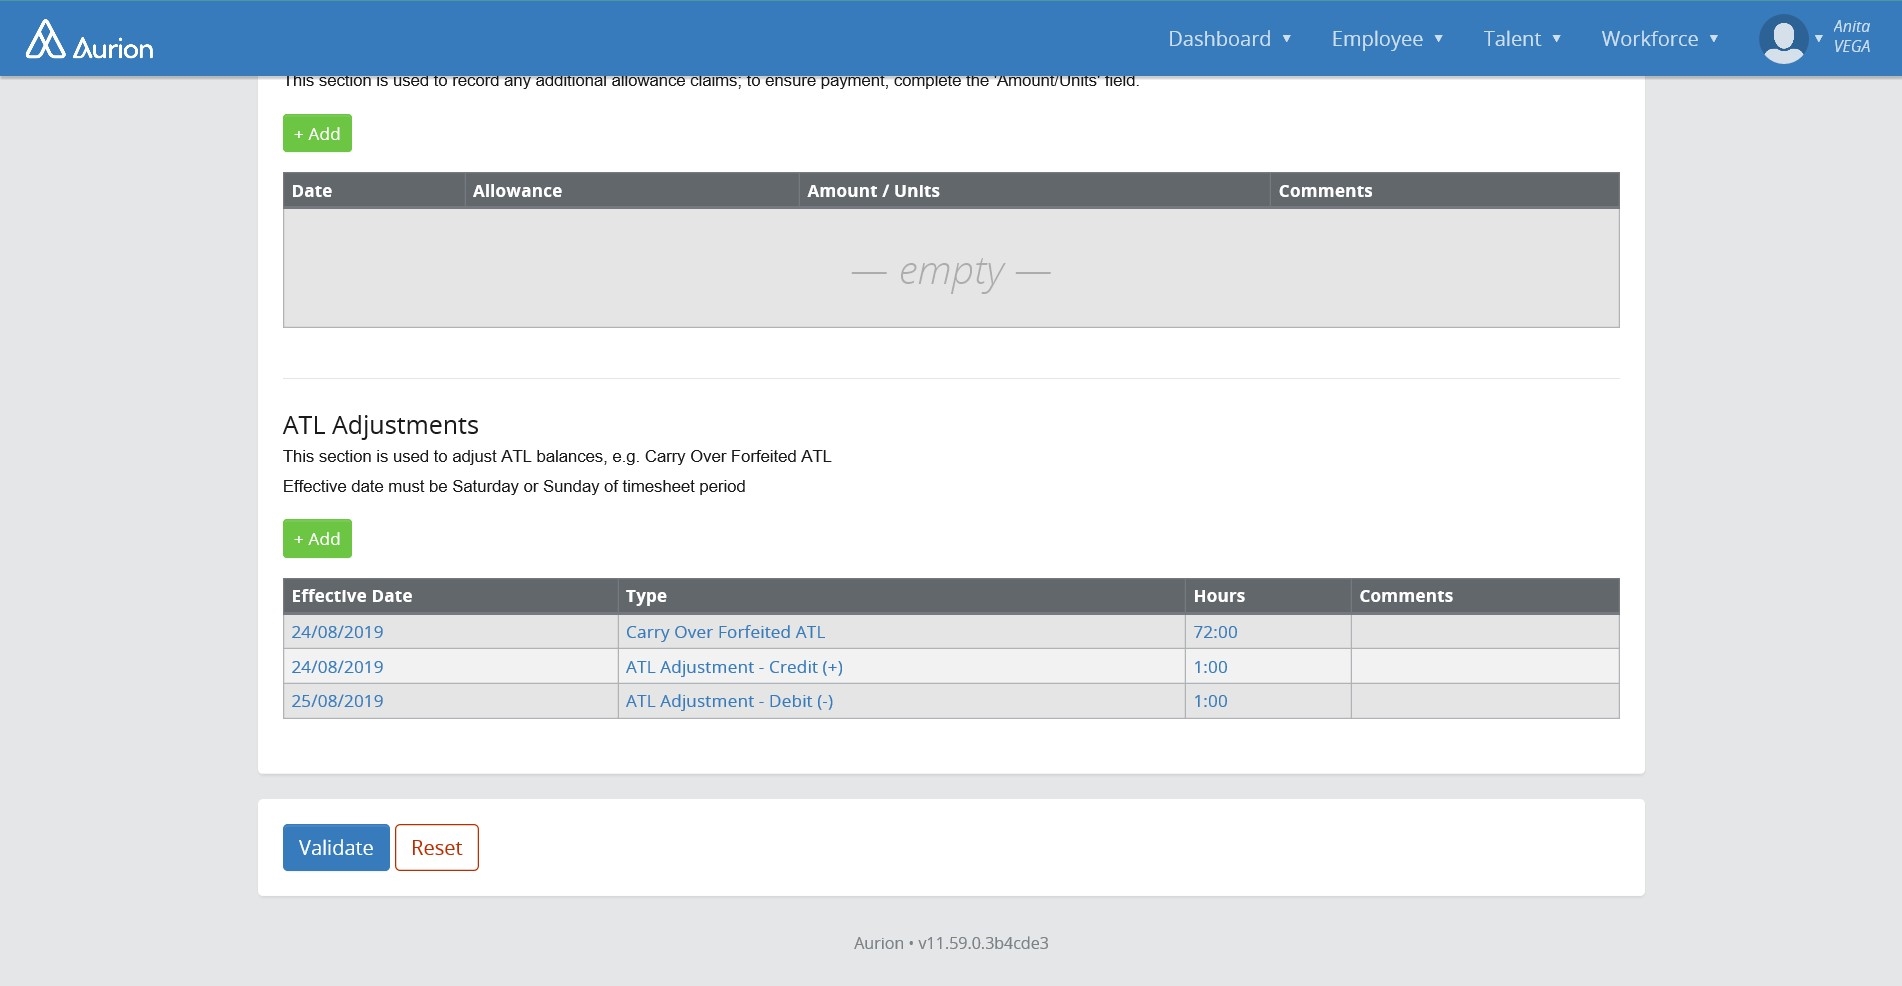 Aurion
Dashboard ▼ Employee ▼ Talent ▼ Workforce ▼ ▼ Anita
VEGA
This section is used to record any additional allowance claims; to ensure payment, complete the 'Amount/Units' field.
+ Add
Date Allowance Amount / Units Comments
— empty —
ATL Adjustments
This section is used to adjust ATL balances, e.g. Carry Over Forfeited ATL
Effective date must be Saturday or Sunday of timesheet period
+ Add
Effective Date Type Hours Comments
24/08/2019 Carry Over Forfeited ATL 72:00
24/08/2019 ATL Adjustment - Credit (+) 1:00
25/08/2019 ATL Adjustment - Debit (-) 1:00
Validate Reset
Aurion • v11.59.0.3b4cde3